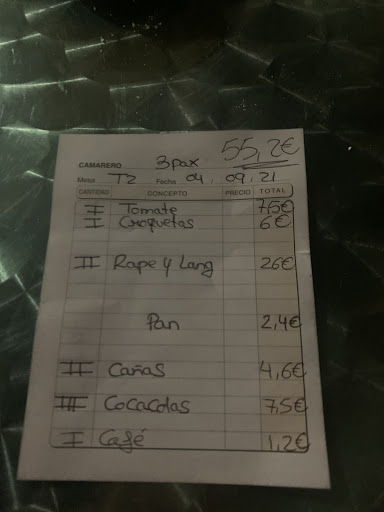 CAMARERO 3pax 55,2€
Mesa T2 Fecha 04, 09, 21
CANTIDAD CONCEPTO PRECIO TOTAL
I Tomate 7,5€
I Croquetas 6€
II Rape y Lang 26€
Pan 2,4€
II Cañas 4,6€
III Cocacolas 7,5€
I Café 1,2€